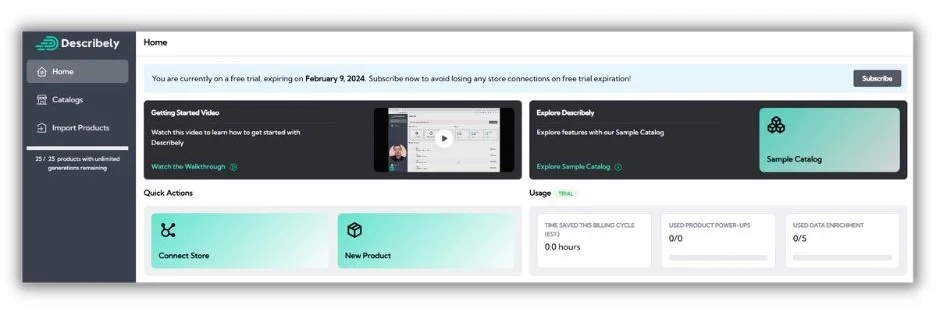 Describely
Home
Catalogs
Import Products
25 / 25 products with unlimited
generations remaining
Home
You are currently on a free trial, expiring on February 9, 2024. Subscribe now to avoid losing any store connections on free trial expiration!
Subscribe
Getting Started Video
Watch this video to learn how to get started with
Describely
Watch the Walkthrough
Explore Describely
Explore features with our Sample Catalog
Explore Sample Catalog
Sample Catalog
Quick Actions
Connect Store
New Product
Usage TRIAL
TIME SAVED THIS BILLING CYCLE
(EST.)
0.0 hours
USED PRODUCT POWER-UPS
0/0
USED DATA ENRICHMENT
0/5